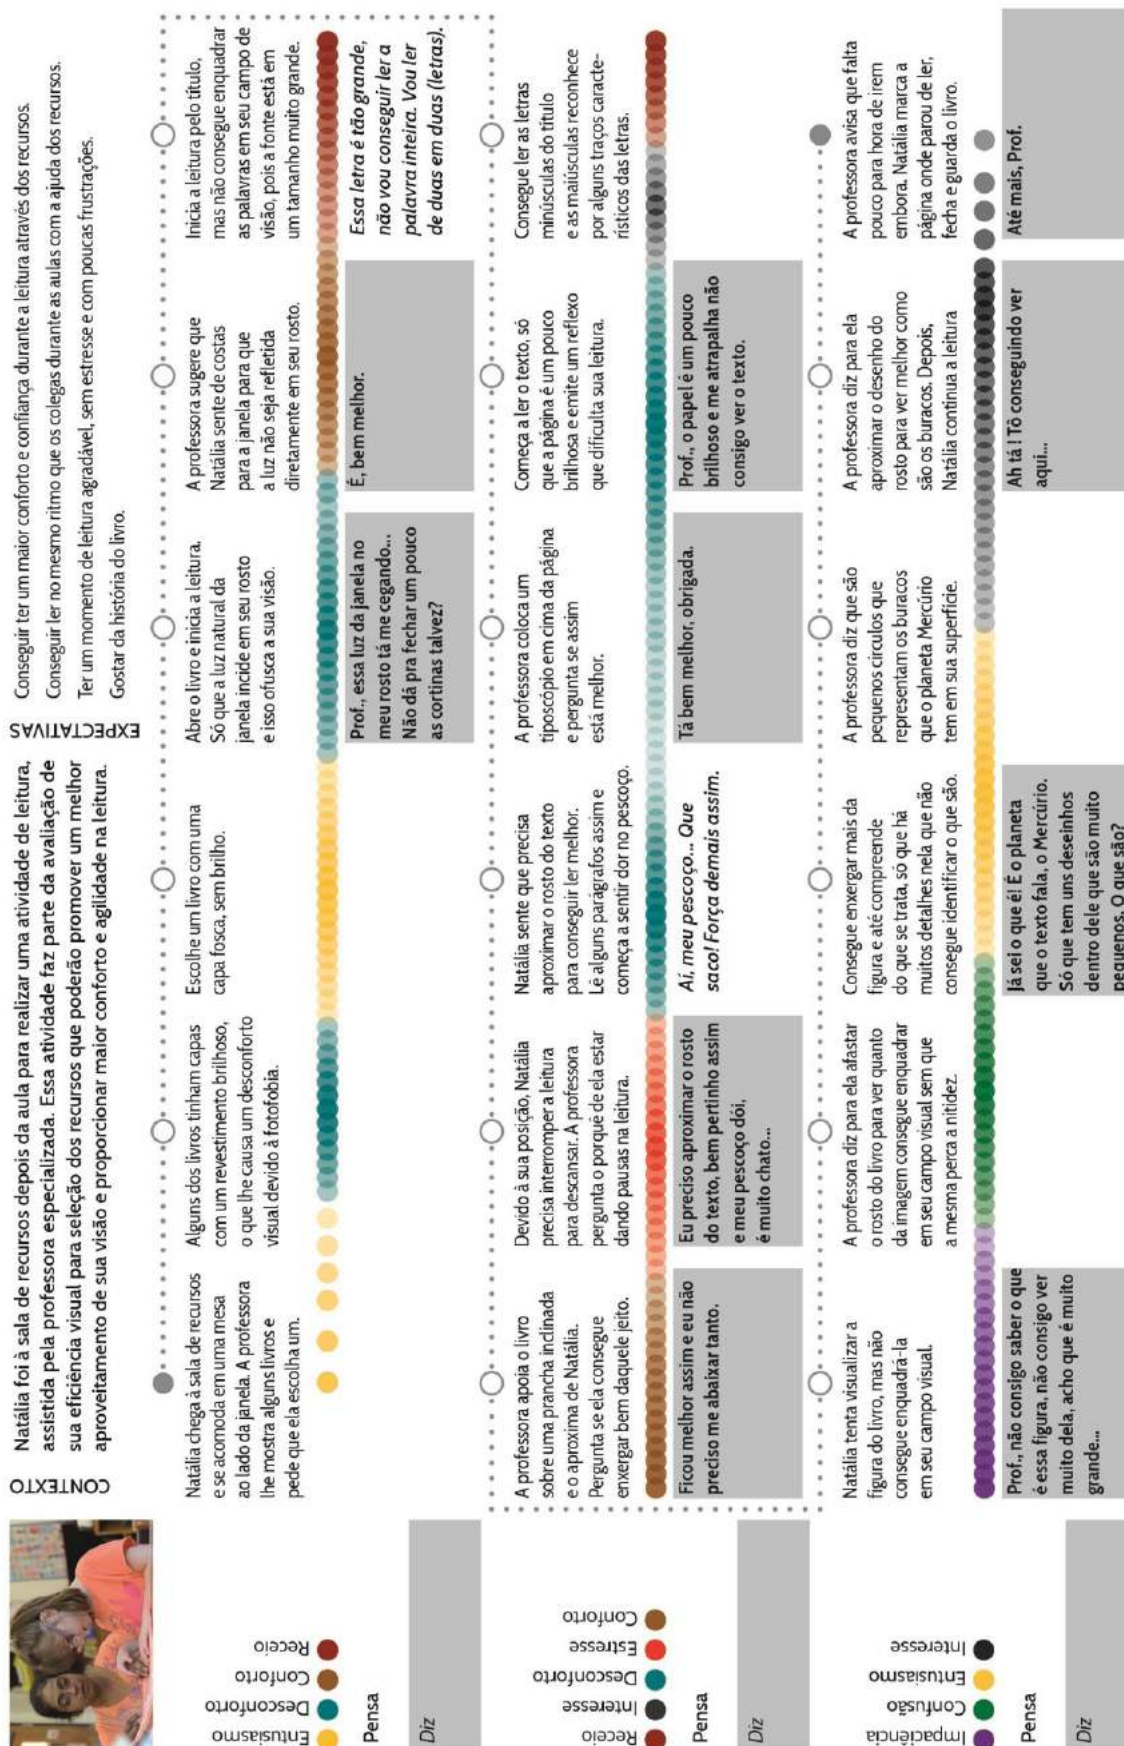 CONTEXTO
Natália foi à sala de recursos depois da aula para realizar uma atividade de leitura,
assistida pela professora especializada. Essa atividade faz parte da avaliação de
sua eficiência visual para seleção dos recursos que poderão promover um melhor
aproveitamento de sua visão e proporcionar maior conforto e agilidade na leitura.
EXPECTATIVAS
Conseguir ter um maior conforto e confiança durante a leitura através dos recursos.
Conseguir ler no mesmo ritmo que os colegas durante as aulas com a ajuda dos recursos.
Ter um momento de leitura agradável, sem estresse e com poucas frustrações.
Gostar da história do livro.
Entusiasmo
Desconforto
Conforto
Receio
Natália chega à sala de recursos
e se acomoda em uma mesa
ao lado da janela. A professora
lhe mostra alguns livros e
pede que ela escolha um.
Alguns dos livros tinham capas
com um revestimento brilhoso,
o que lhe causa um desconforto
visual devido à fotofobia.
Escolhe um livro com uma
capa fosca, sem brilho.
Abre o livro e inicia a leitura.
Só que a luz natural da
janela incide em seu rosto
e isso ofusca a sua visão.
A professora sugere que
Natália sente de costas
para a janela para que
a luz não seja refletida
diretamente em seu rosto.
Inicia a leitura pelo título,
mas não consegue enquadrar
as palavras em seu campo de
visão, pois a fonte está em
um tamanho muito grande.
Pensa
Diz
Prof., essa luz da janela no
meu rosto tá me cegando...
Não dá pra fechar um pouco
as cortinas talvez?
É, bem melhor.
Essa letra é tão grande,
não vou conseguir ler a
palavra inteira. Vou ler
de duas em duas (letras).
Receio
Interesse
Desconforto
Estresse
Conforto
A professora apoia o livro
sobre uma prancha inclinada
e o aproxima de Natália.
Pergunta se ela consegue
enxergar bem daquele jeito.
Devido à sua posição, Natália
precisa interromper a leitura
para descansar. A professora
pergunta o porquê de ela estar
dando pausas na leitura.
Natália sente que precisa
aproximar o rosto do texto
para conseguir ler melhor.
Lê alguns parágrafos assim e
começa a sentir dor no pescoço.
A professora coloca um
tiposcópio em cima da página
e pergunta se assim
está melhor.
Começa a ler o texto, só
que a página é um pouco
brilhosa e emite um reflexo
que dificulta sua leitura.
Consegue ler as letras
minúsculas do título
e as maiúsculas reconhece
por alguns traços caracte-
rísticos das letras.
Pensa
Diz
Ficou melhor assim e eu não
preciso me abaixar tanto.
Eu preciso aproximar o rosto
do texto, bem pertinho assim
e meu pescoço dói,
é muito chato...
Aí, meu pescoço... Que
saco! Força demais assim.
Tá bem melhor, obrigada.
Prof., o papel é um pouco
brilhoso e me atrapalha não
consigo ver o texto.
Impaciência
Confusão
Entusiasmo
Interesse
Natália tenta visualizar a
figura do livro, mas não
consegue enquadrá-la
em seu campo visual.
A professora diz para ela afastar
o rosto do livro para ver quanto
da imagem consegue enquadrar
em seu campo visual sem que
a mesma perca a nitidez.
Consegue enxergar mais da
figura e até compreende
do que se trata, só que há
muitos detalhes nela que não
consegue identificar o que são.
A professora diz que são
pequenos círculos que
representam os buracos
que o planeta Mercúrio
tem em sua superfície.
A professora diz para ela
aproximar o desenho do
rosto para ver melhor como
são os buracos. Depois,
Natália continua a leitura
A professora avisa que falta
pouco para hora de irem
embora. Natália marca a
página onde parou de ler,
fecha e guarda o livro.
Pensa
Diz
Prof., não consigo saber o que
é essa figura, não consigo ver
muito dela, acho que é muito
grande...
Já sei o que é! É o planeta
que o texto fala, o Mercúrio.
Só que tem uns deseinhos
dentro dele que são muito
pequenos. O que são?
Ah tá ! Tô conseguindo ver
aqui...
Até mais, Prof.